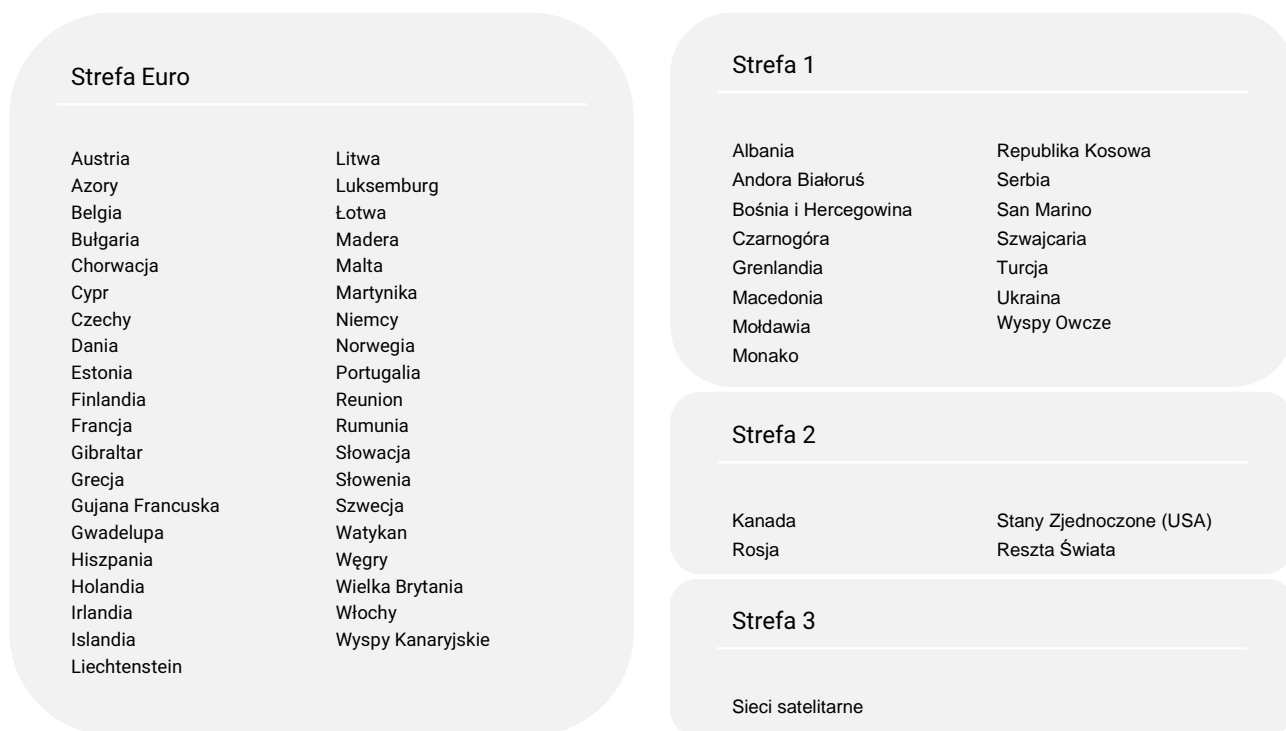 Strefa Euro
Austria
Azory
Belgia
Bułgaria
Chorwacja
Cypr
Czechy
Dania
Estonia
Finlandia
Francja
Gibraltar
Grecja
Gujana Francuska
Gwadelupa
Hiszpania
Holandia
Irlandia
Islandia
Liechtenstein
Litwa
Luksemburg
Łotwa
Madera
Malta
Martynika
Niemcy
Norwegia
Portugalia
Reunion
Rumunia
Słowacja
Słowenia
Szwecja
Watykan
Węgry
Wielka Brytania
Włochy
Wyspy Kanaryjskie
Strefa 1
Albania
Andora Białoruś
Bośnia i Hercegowina
Czarnogóra
Grenlandia
Macedonia
Mołdawia
Monako
Republika Kosowa
Serbia
San Marino
Szwajcaria
Turcja
Ukraina
Wyspy Owcze
Strefa 2
Kanada
Rosja
Stany Zjednoczone (USA)
Reszta Świata
Strefa 3
Sieci satelitarne